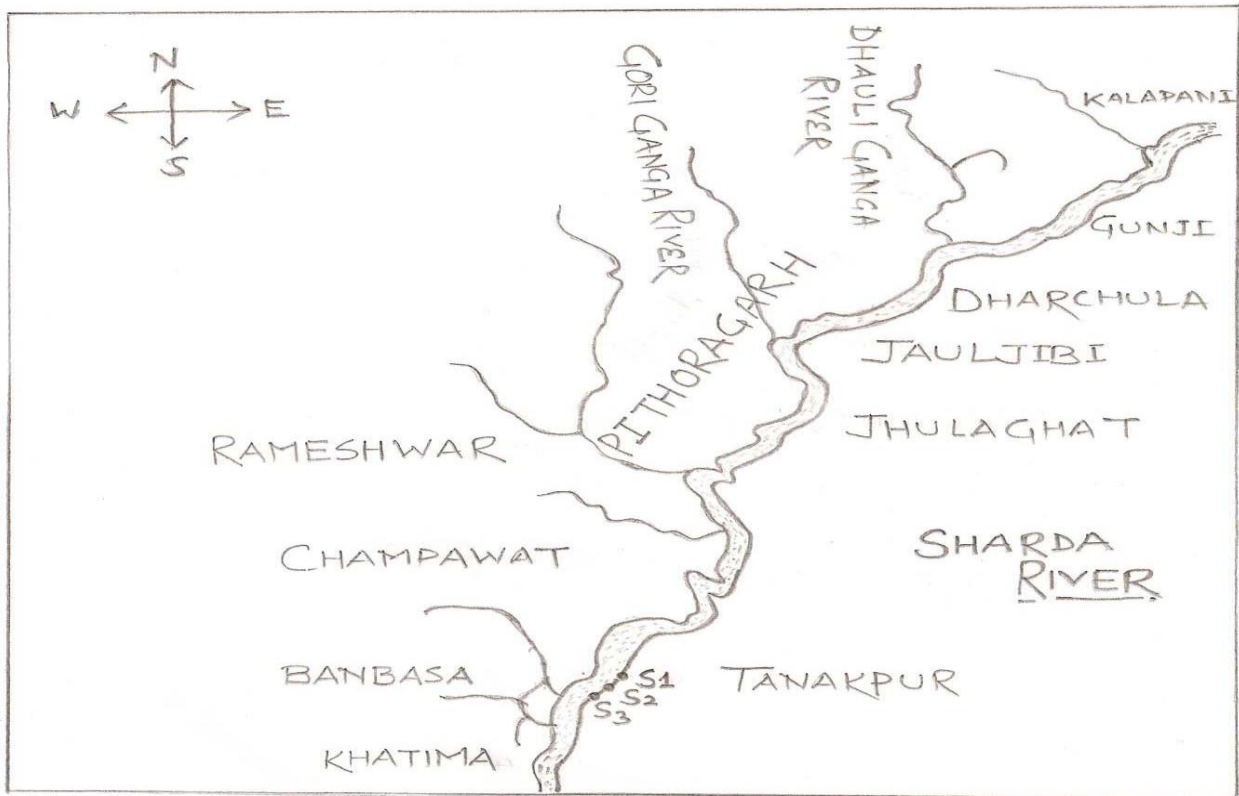 N
W E
S
GORI GANGA RIVER
DHAULI GANGA
RIVER
KALAPANI
GUNJI
DHARCHULA
JAULJIBI
PITHORAGARH
JHULAGHAT
RAMESHWAR
CHAMPAWAT
SHARDA
RIVER
BANBASA
S1
S2
S3
TANAKPUR
KHATIMA